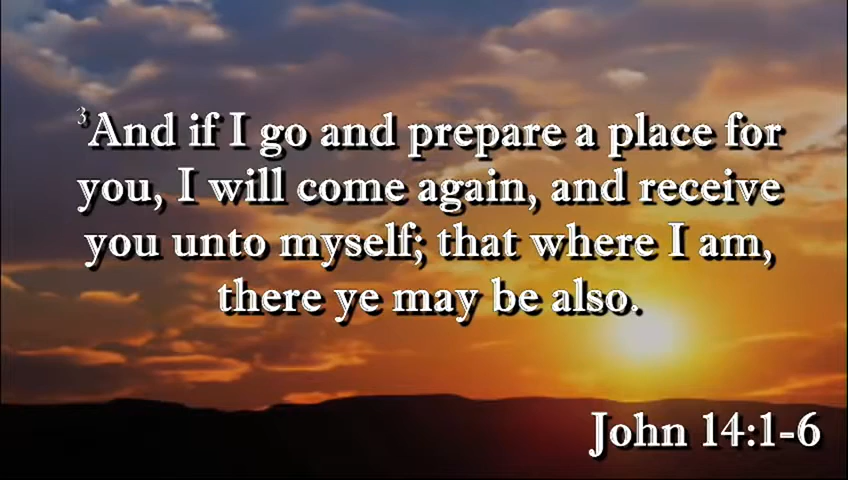 ³And if I go and prepare a place for
you, I will come again, and receive
you unto myself; that where I am,
there ye may be also.
John 14:1-6